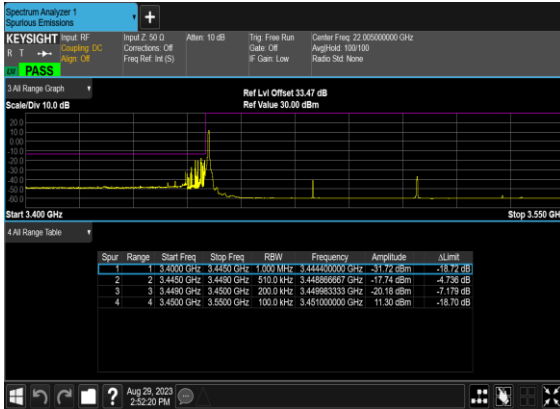 Spectrum Analyzer 1
Spurious Emissions
+
KEYSIGHT Input: RF Input Z: 50 Ω Atten: 10 dB Trig: Free Run Center Freq: 22.005000000 GHz
R T Coupling: DC Corrections: Off Gate: Off Avg|Hold: 100/100
Align: Off Freq Ref: Int (S) IF Gain: Low Radio Std: None
PASS
3 All Range Graph
Ref Lvl Offset 33.47 dB
Scale/Div 10.0 dB Ref Value 30.00 dBm
20.0
10.0
0.00
-10.0
-20.0
-30.0
-40.0
-50.0
-60.0
Start 3.400 GHz Stop 3.550 GH
4 All Range Table
Spur Range Start Freq Stop Freq RBW Frequency Amplitude ΔLimit
1 1 3.4000 GHz 3.4450 GHz 1.000 MHz 3.444400000 GHz -31.72 dBm -18.72 dB
2 2 3.4450 GHz 3.4490 GHz 510.0 kHz 3.448866667 GHz -17.74 dBm -4.736 dB
3 3 3.4490 GHz 3.4500 GHz 200.0 kHz 3.449983333 GHz -20.18 dBm -7.179 dB
4 4 3.4500 GHz 3.5500 GHz 100.0 kHz 3.451000000 GHz 11.30 dBm -18.70 dB
? Aug 29, 2023
2:52:20 PM